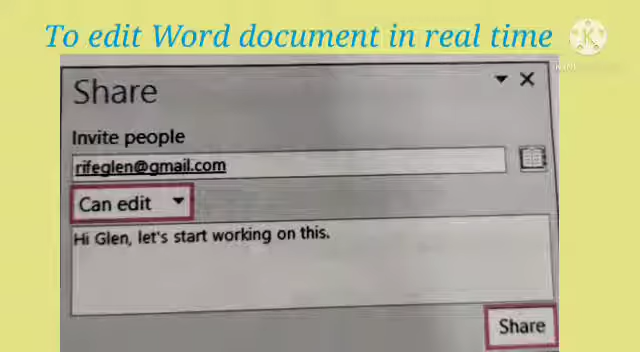 To edit Word document in real time
Share
Invite people
rifeglen@gmail.com
Can edit
Hi Glen, let's start working on this.
Share